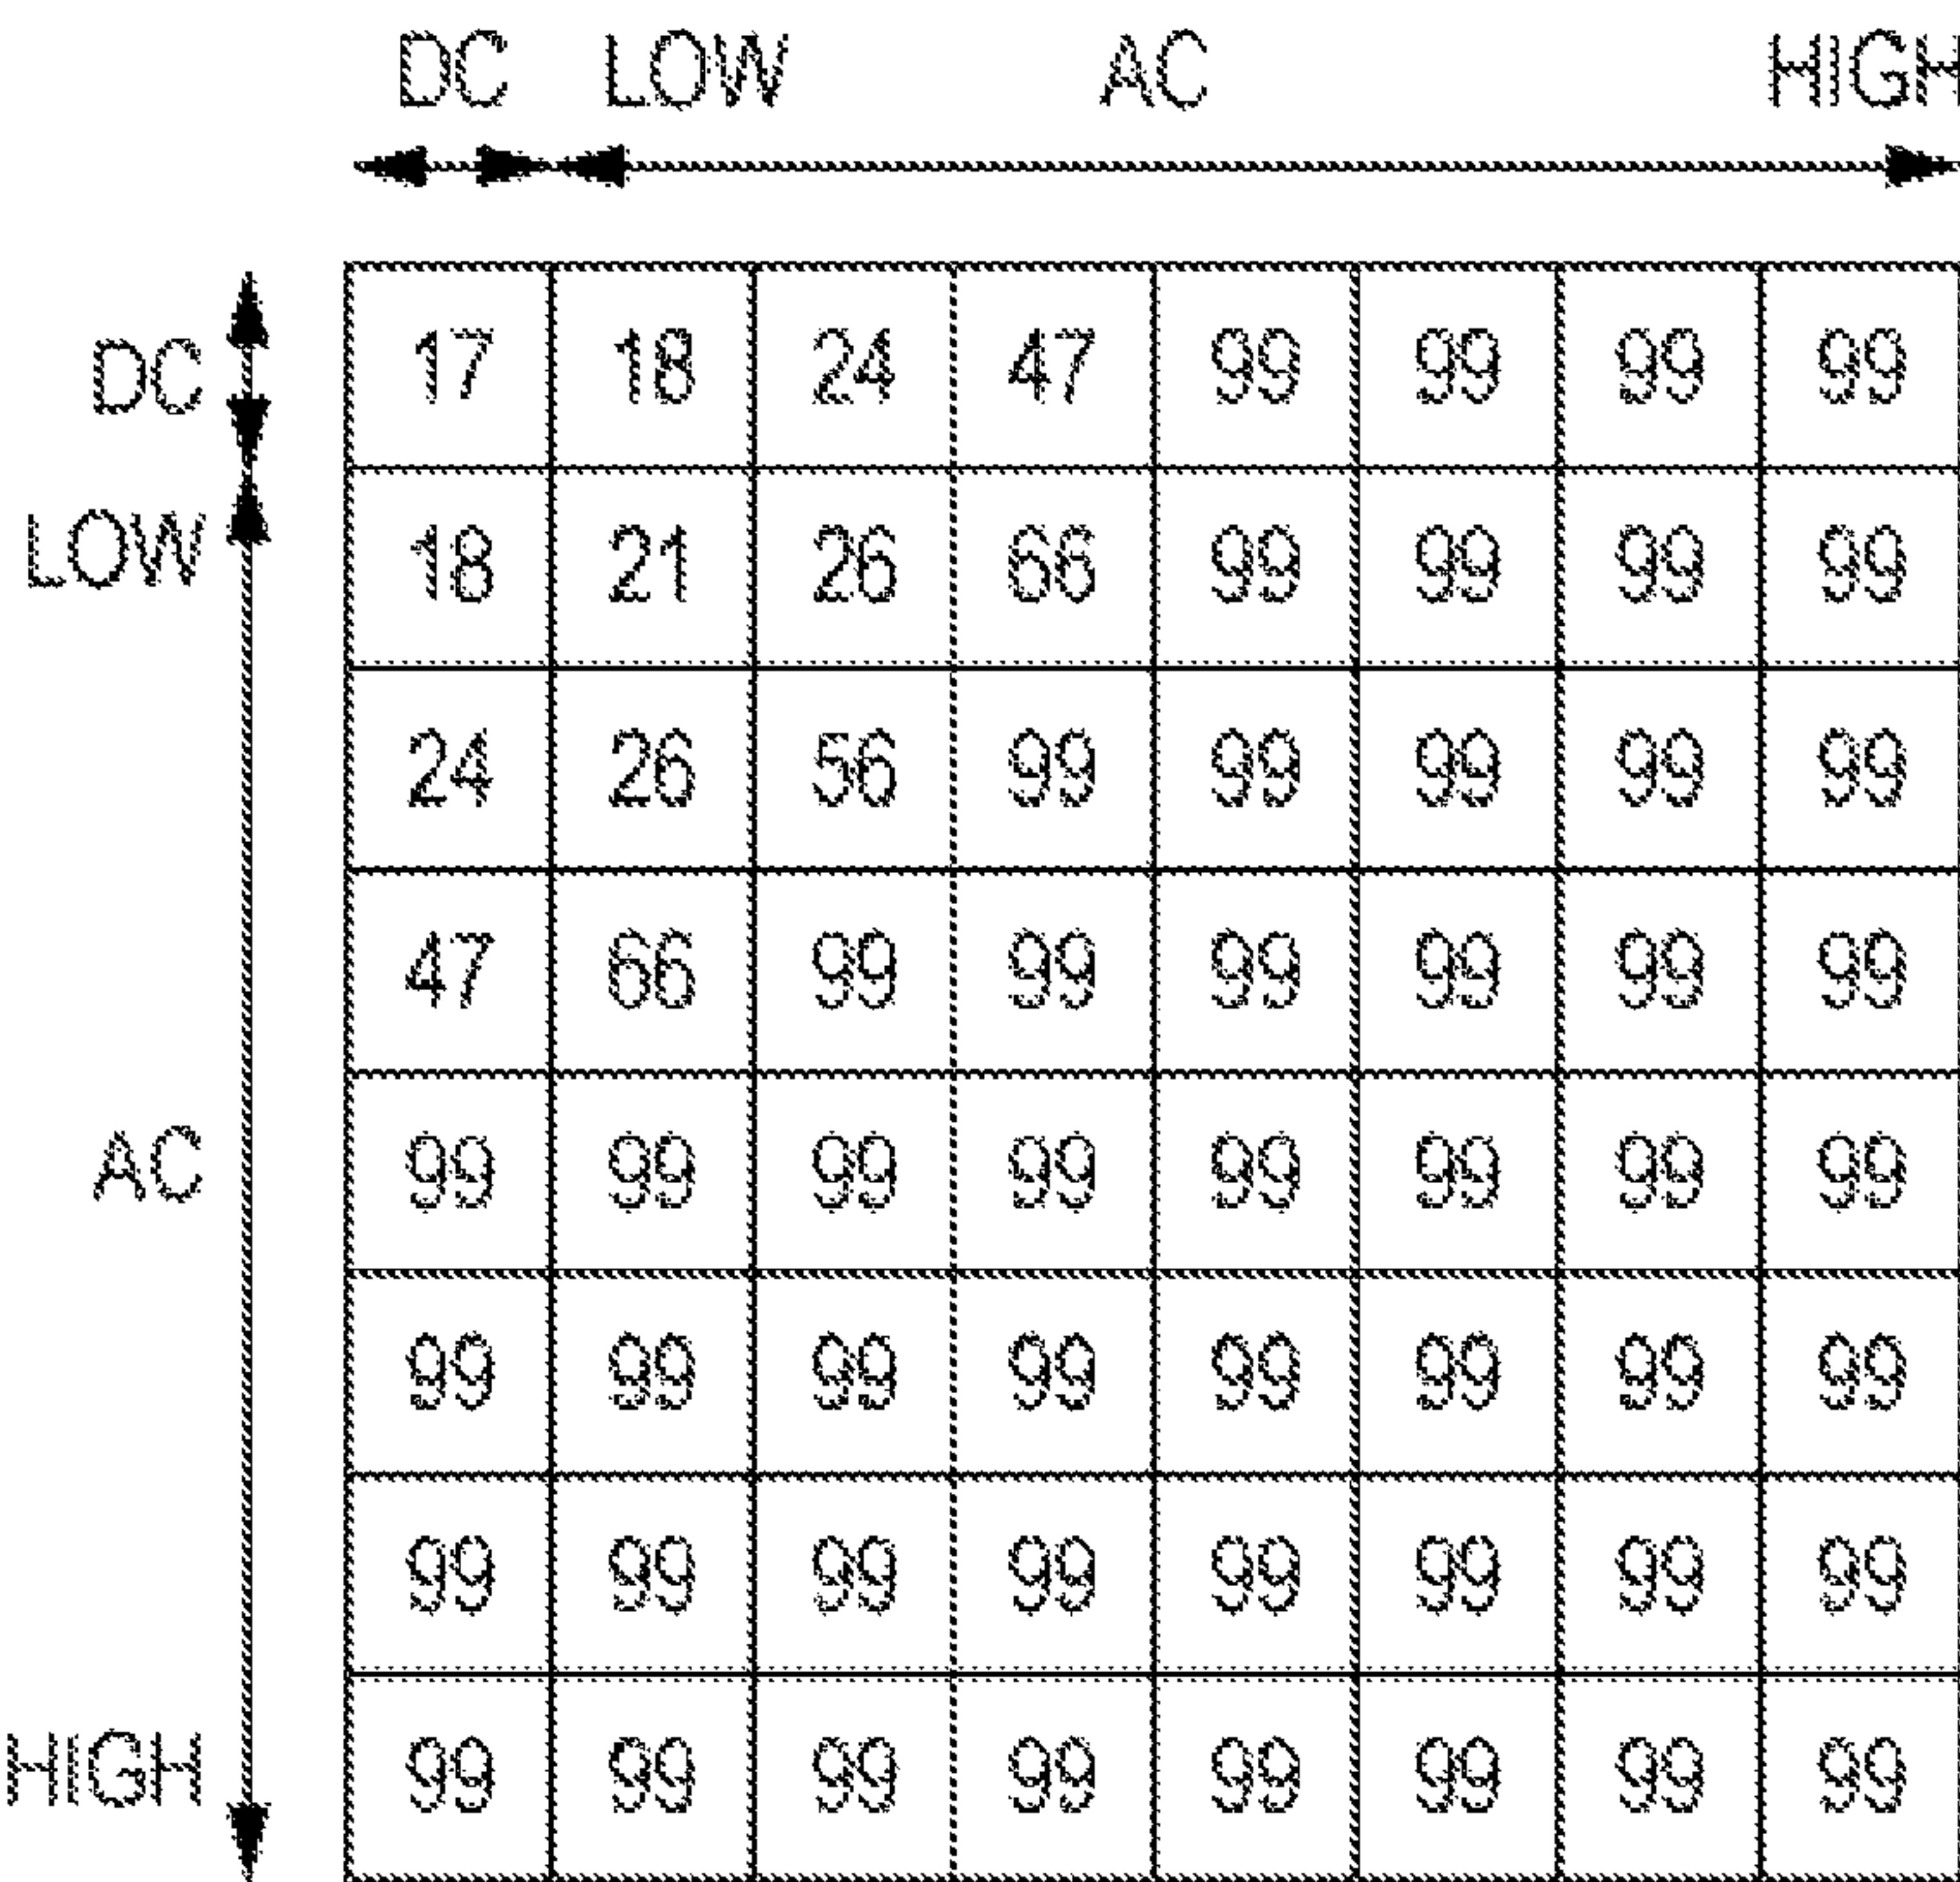 DC LOW AC HIGH
DC 17 18 24 47 99 99 99 99
LOW 18 21 26 66 99 99 99 99
24 26 56 99 99 99 99 99
47 66 99 99 99 99 99 99
AC 99 99 99 99 99 99 99 99
99 99 99 99 99 99 99 99
99 99 99 99 99 99 99 99
HIGH 99 99 99 99 99 99 99 99